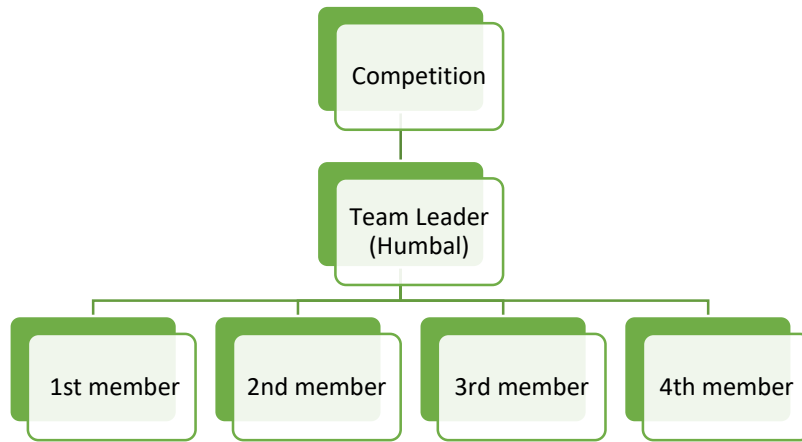 Competition
Team Leader
(Humbal)
1st member
2nd member
3rd member
4th member